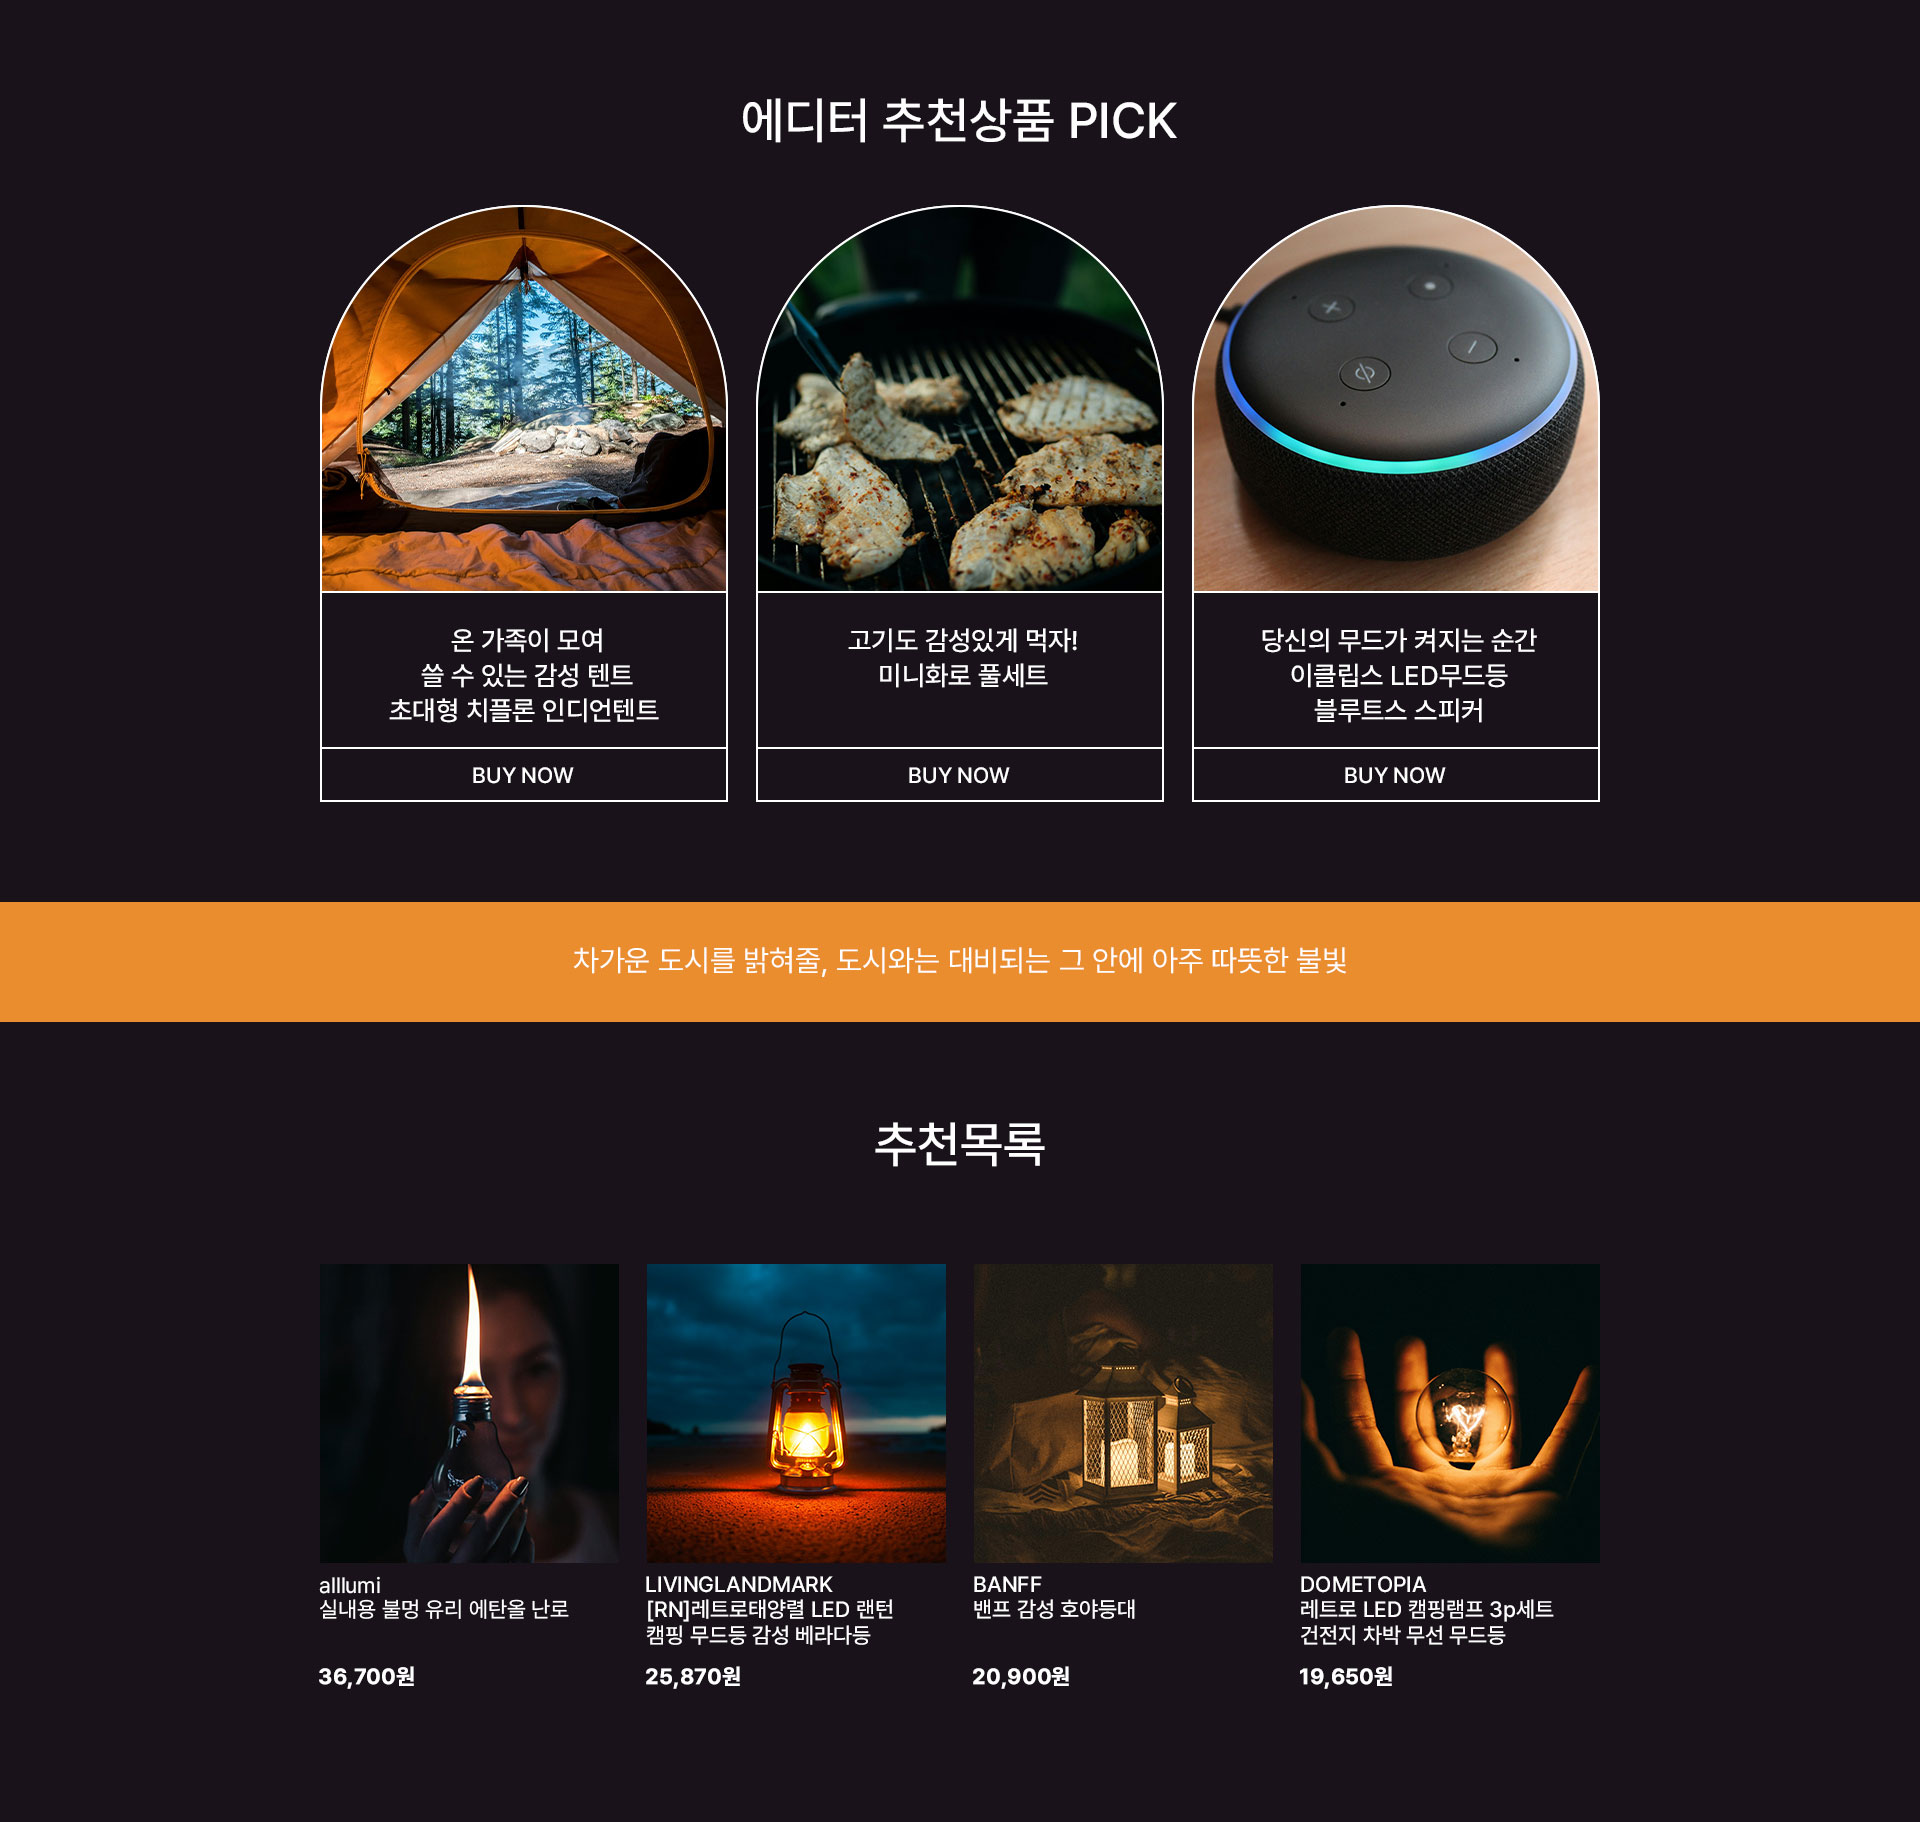 에디터 추천상품 PICK
온 가족이 모여
쓸 수 있는 감성 텐트
초대형 치플론 인디언텐트
BUY NOW
고기도 감성있게 먹자!
미니화로 풀세트
BUY NOW
당신의 무드가 켜지는 순간
이클립스 LED무드등
블루트스 스피커
BUY NOW
차가운 도시를 밝혀줄, 도시와는 대비되는 그 안에 아주 따뜻한 불빛
추천목록
alllumi
실내용 불멍 유리 에탄올 난로
36,700원
LIVINGLANDMARK
[RN]레트로태양렬 LED 랜턴
캠핑 무드등 감성 베라다등
25,870원
BANFF
밴프 감성 호야등대
20,900원
DOMETOPIA
레트로 LED 캠핑램프 3p세트
건전지 차박 무선 무드등
19,650원